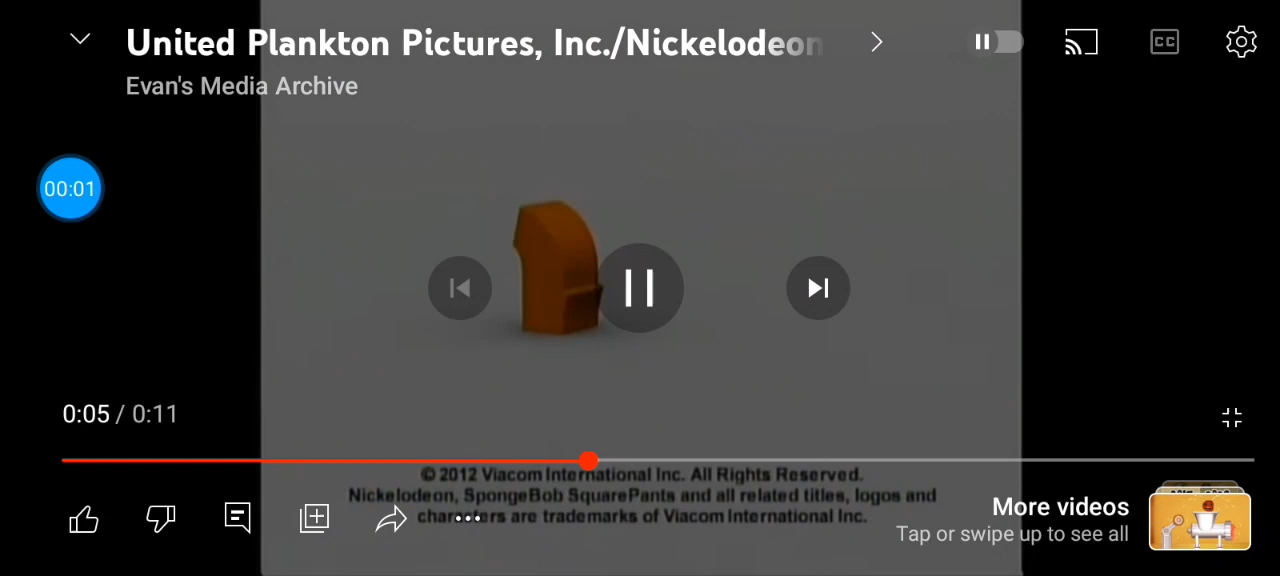 United Plankton Pictures, Inc./Nickelodeon
CC
Evan's Media Archive
00:01
0:05 / 0:11
© 2012 Viacom International Inc. All Rights Reserved.
Nickelodeon, SpongeBob SquarePants and all related titles, logos and
characters are trademarks of Viacom International Inc.
More videos
Tap or swipe up to see all